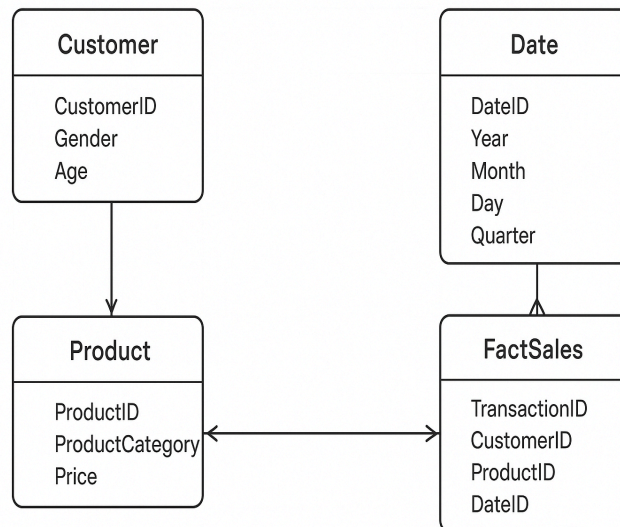 Customer
CustomerID
Gender
Age
Date
DateID
Year
Month
Day
Quarter
Product
ProductID
ProductCategory
Price
FactSales
TransactionID
CustomerID
ProductID
DateID